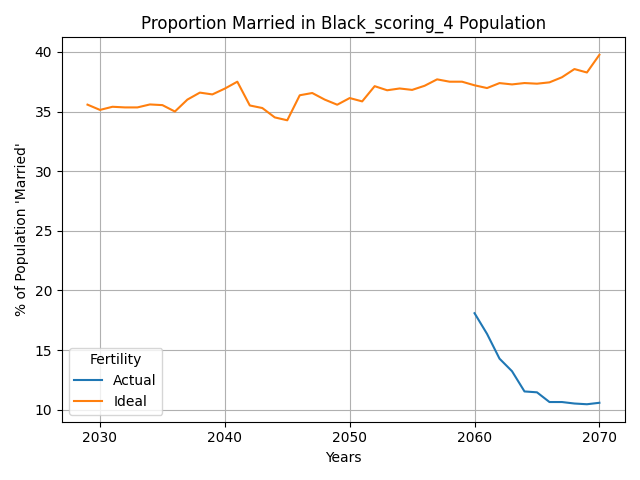 Proportion Married in Black_scoring_4 Population
% of Population 'Married'
40
35
30
25
20
15
10
Fertility
Actual
Ideal
2030 2040 2050 2060 2070
Years